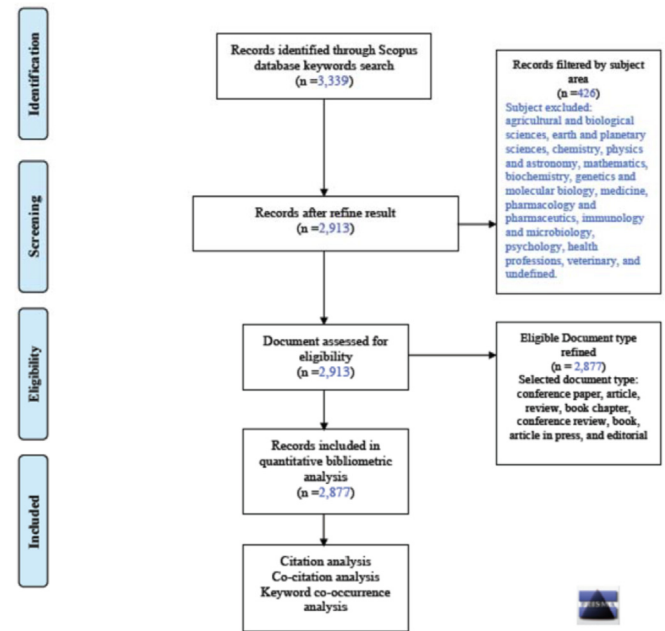 Identification
Records identified through Scopus
database keywords search
(n =3,339)
Records filtered by subject
area
(n =426)
Subject excluded:
agricultural and biological
sciences, earth and planetary
sciences, chemistry, physics
and astronomy, mathematics,
biochemistry, genetics and
molecular biology, medicine,
pharmacology and
pharmaceutics, immunology
and microbiology,
psychology, health
professions, veterinary, and
undefined.
Screening
Records after refine result
(n =2,913)
Eligibility
Document assessed for
eligibility
(n =2,913)
Eligible Document type
refined
(n = 2,877)
Selected document type:
conference paper, article,
review, book chapter,
conference review, book,
article in press, and editorial
Records included in
quantitative bibliometric
analysis
(n =2,877)
Included
Citation analysis
Co-citation analysis
Keyword co-occurrence
analysis